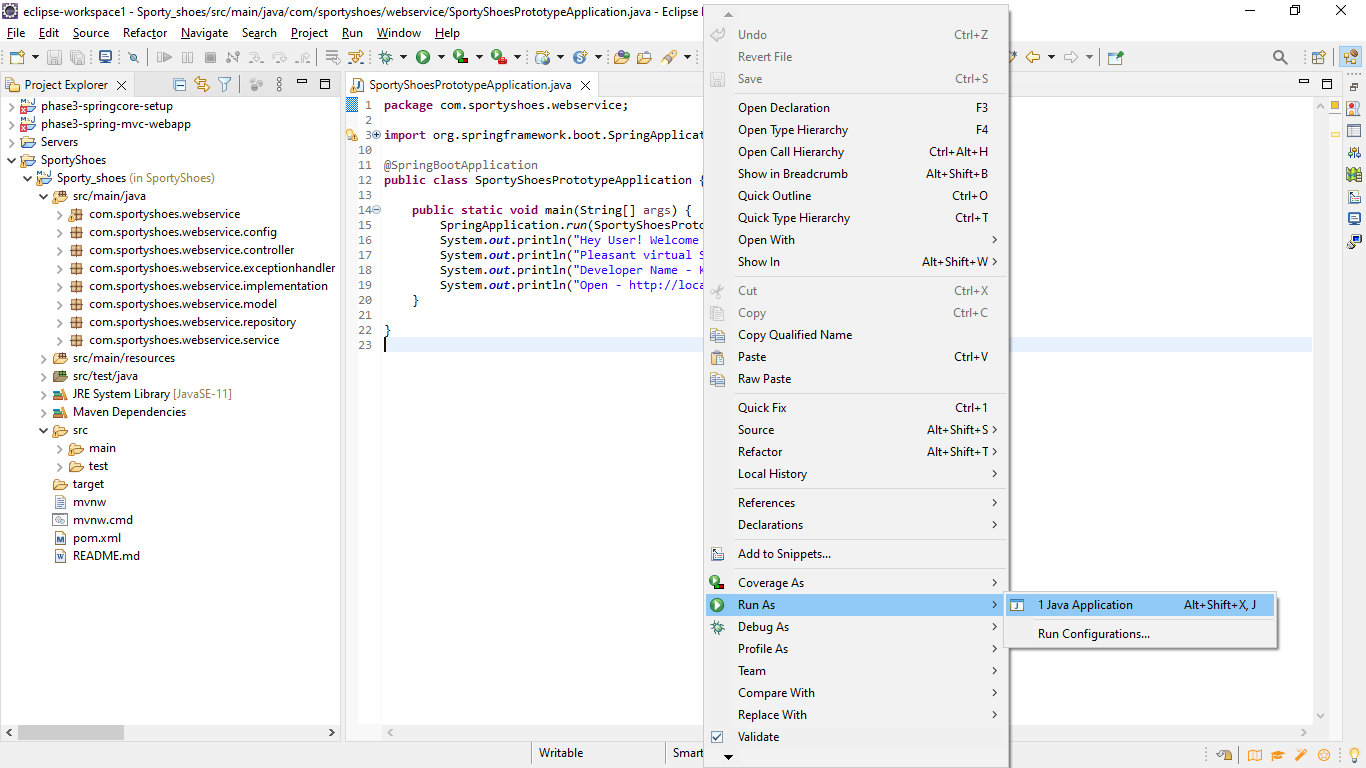 eclipse-workspace1 - Sporty_shoes/src/main/java/com/sportyshoes/webservice/SportyShoesPrototypeApplication.java - Eclipse
File Edit Source Refactor Navigate Search Project Run Window Help
Project Explorer
phase3-springcore-setup
phase3-spring-mvc-webapp
Servers
SportyShoes
Sporty_shoes (in SportyShoes)
src/main/java
com.sportyshoes.webservice
com.sportyshoes.webservice.config
com.sportyshoes.webservice.controller
com.sportyshoes.webservice.exceptionhandler
com.sportyshoes.webservice.implementation
com.sportyshoes.webservice.model
com.sportyshoes.webservice.repository
com.sportyshoes.webservice.service
src/main/resources
src/test/java
JRE System Library [JavaSE-11]
Maven Dependencies
src
main
test
target
mvnw
mvnw.cmd
pom.xml
README.md
SportyShoesPrototypeApplication.java
1 package com.sportyshoes.webservice;
2
3 import org.springframework.boot.SpringApplicat
10
11 @SpringBootApplication
12 public class SportyShoesPrototypeApplication {
13
14 public static void main(String[] args) {
15 SpringApplication.run(SportyShoesProto
16 System.out.println("Hey User! Welcome
17 System.out.println("Pleasant virtual S
18 System.out.println("Developer Name - K
19 System.out.println("Open - http://loca
20 }
21
22 }
23
Undo Ctrl+Z
Revert File
Save Ctrl+S
Open Declaration F3
Open Type Hierarchy F4
Open Call Hierarchy Ctrl+Alt+H
Show in Breadcrumb Alt+Shift+B
Quick Outline Ctrl+O
Quick Type Hierarchy Ctrl+T
Open With
Show In Alt+Shift+W
Cut Ctrl+X
Copy Ctrl+C
Copy Qualified Name
Paste Ctrl+V
Raw Paste
Quick Fix Ctrl+1
Source Alt+Shift+S
Refactor Alt+Shift+T
Local History
References
Declarations
Add to Snippets...
Coverage As
Run As
Debug As
Profile As
Team
Compare With
Replace With
Validate
1 Java Application Alt+Shift+X, J
Run Configurations...
Writable
Smart